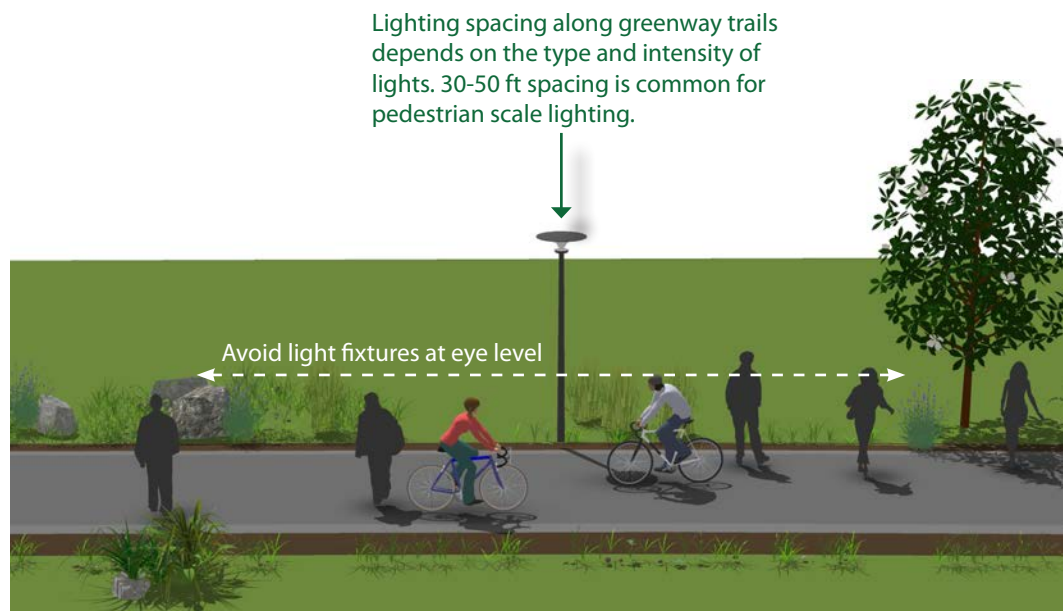 Lighting spacing along greenway trails
depends on the type and intensity of
lights. 30-50 ft spacing is common for
pedestrian scale lighting.
Avoid light fixtures at eye level